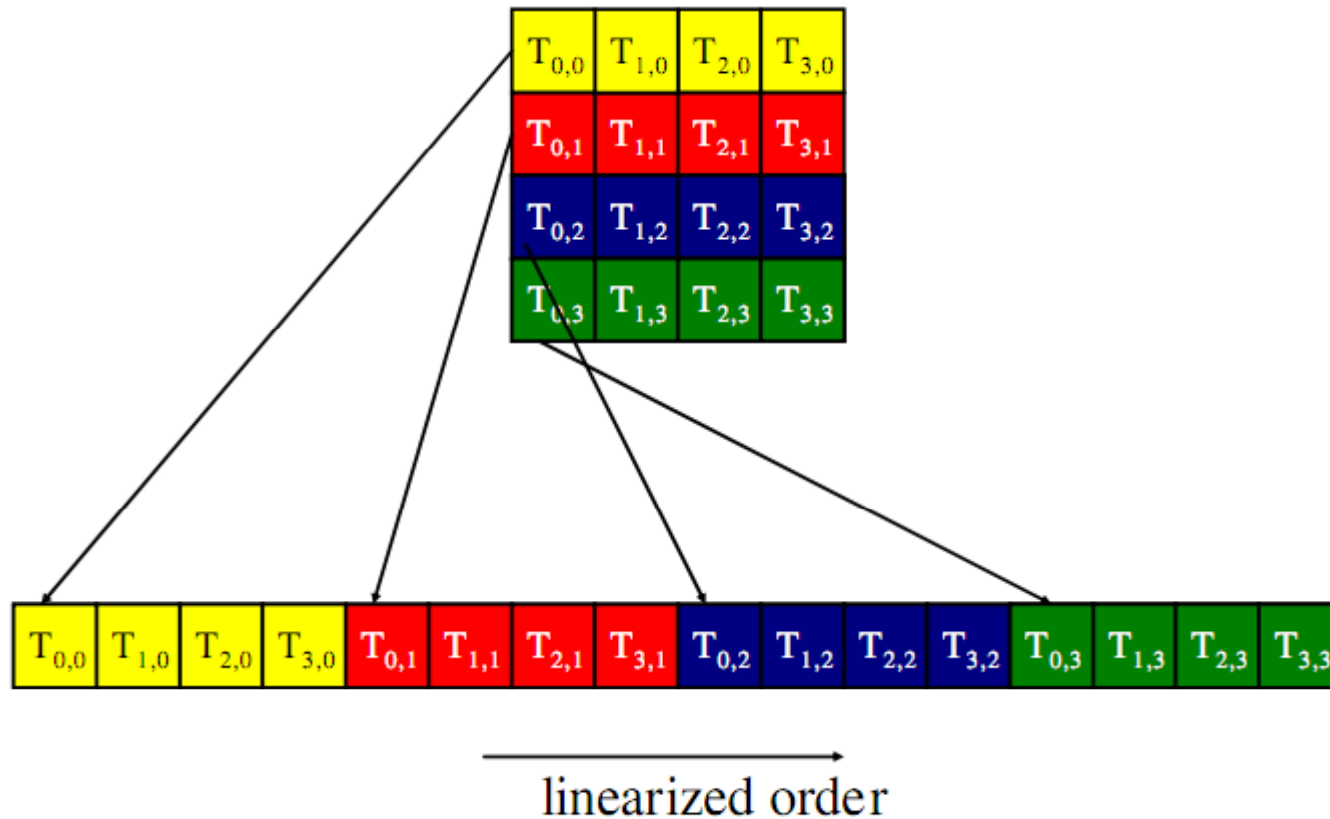 T0,0 T1,0 T2,0 T3,0
T0,1 T1,1 T2,1 T3,1
T0,2 T1,2 T2,2 T3,2
T0,3 T1,3 T2,3 T3,3
T0,0 T1,0 T2,0 T3,0 T0,1 T1,1 T2,1 T3,1 T0,2 T1,2 T2,2 T3,2 T0,3 T1,3 T2,3 T3,3
linearized order